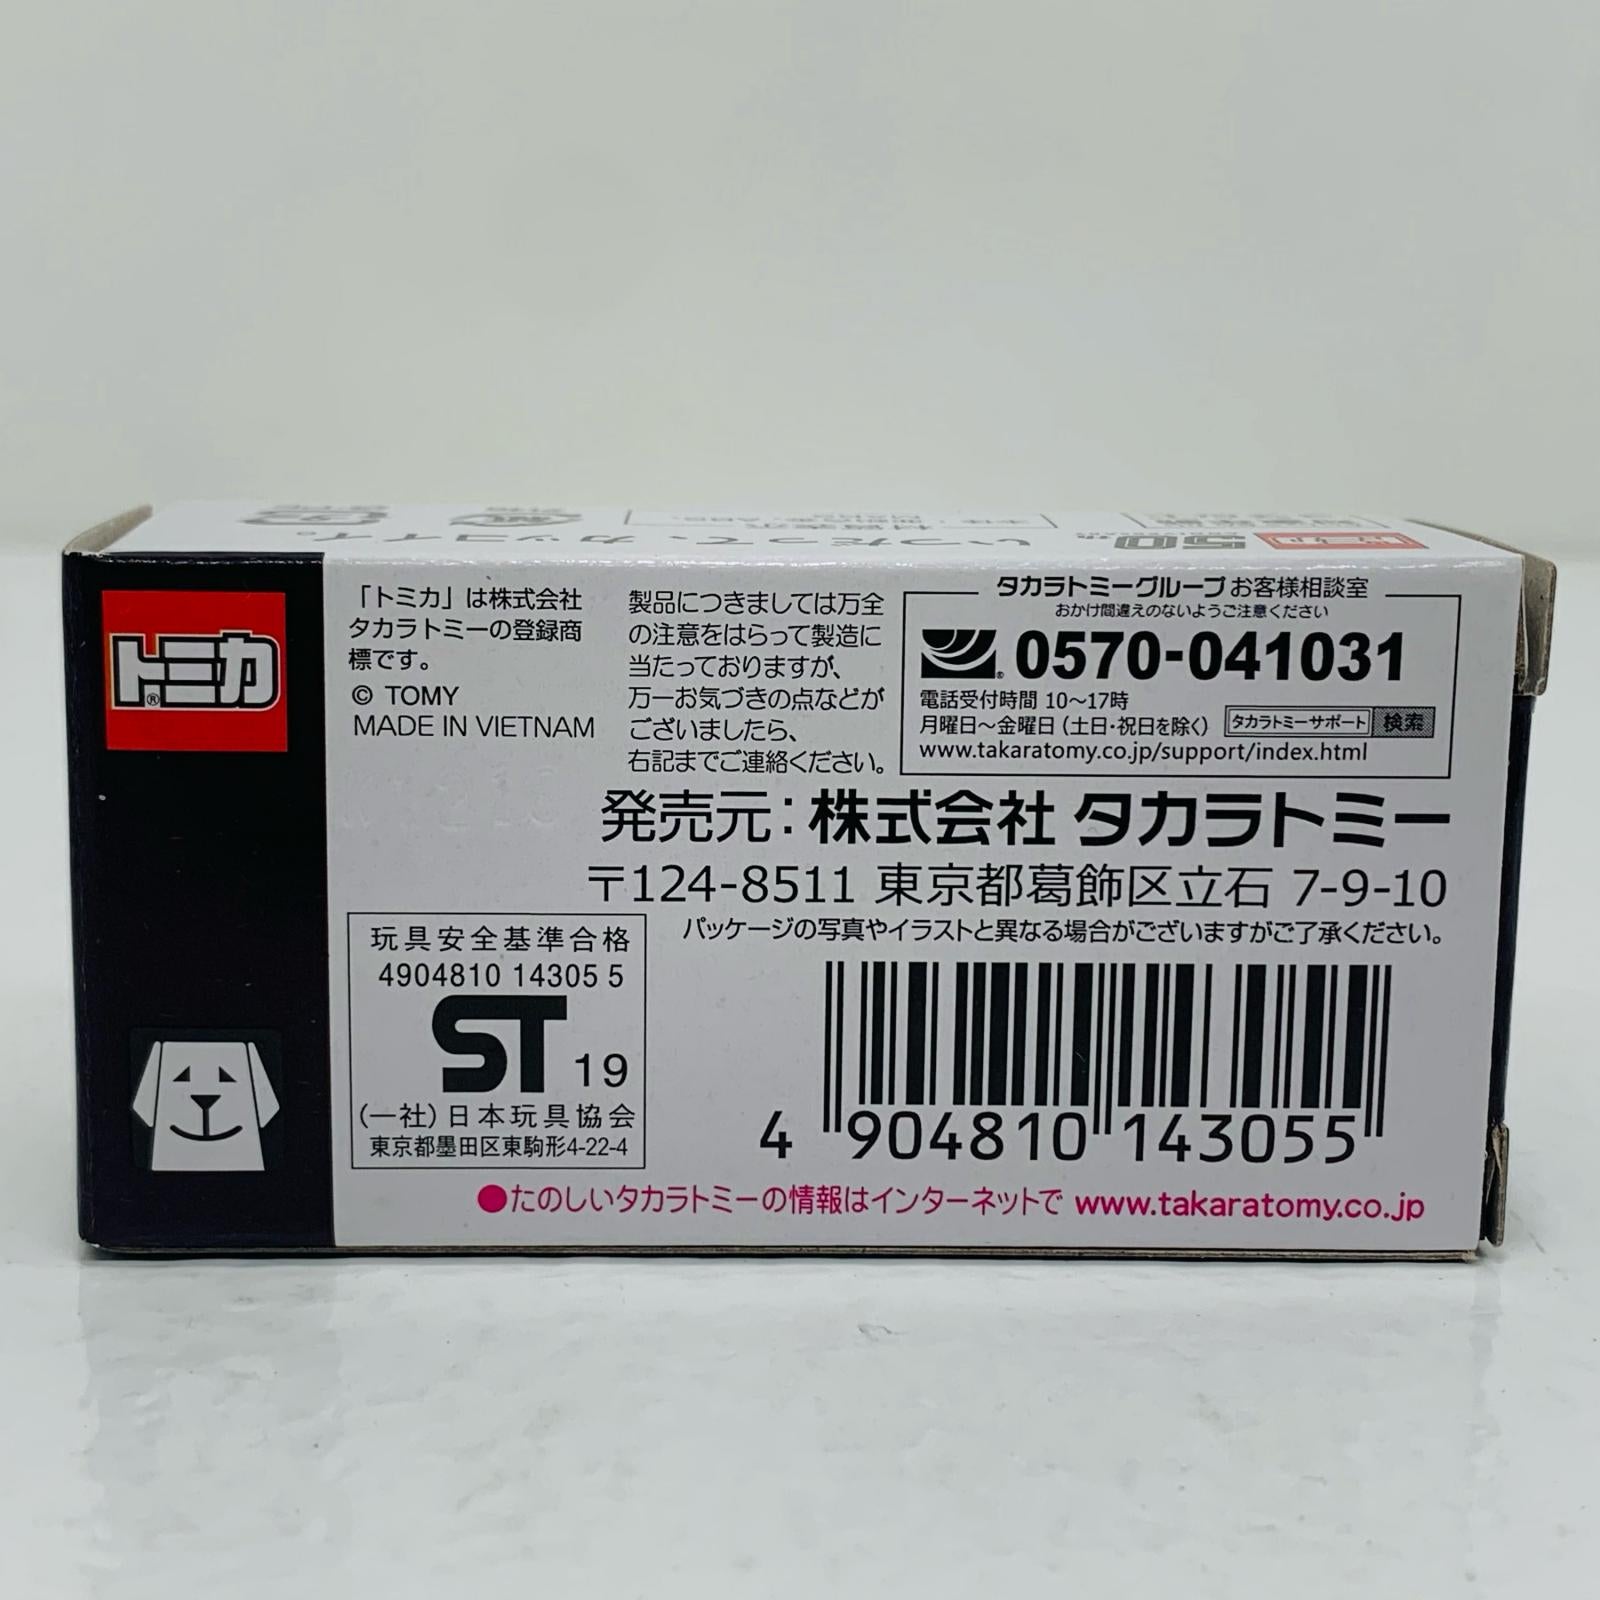 いつだって、カッコイイ。
50
トミカ
トミカ®
「トミカ」は株式会社
タカラトミーの登録商
標です。
© TOMY
MADE IN VIETNAM
製品につきましては万全
の注意をはらって製造に
当たっておりますが、
万一お気づきの点などが
ございましたら、
右記までご連絡ください。
タカラトミーグループお客様相談室
おかけ間違えのないようご注意ください
0570-041031
電話受付時間 10〜17時
月曜日〜金曜日(土日・祝日を除く) タカラトミーサポート 検索
www.takaratomy.co.jp/support/index.html
発売元:株式会社 タカラトミー
〒124-8511 東京都葛飾区立石 7-9-10
パッケージの写真やイラストと異なる場合がございますがご了承ください。
玩具安全基準合格
4904810 14305 5
ST 19
(一社)日本玩具協会
東京都墨田区東駒形4-22-4
4 904810 143055
●たのしいタカラトミーの情報はインターネットで www.takaratomy.co.jp